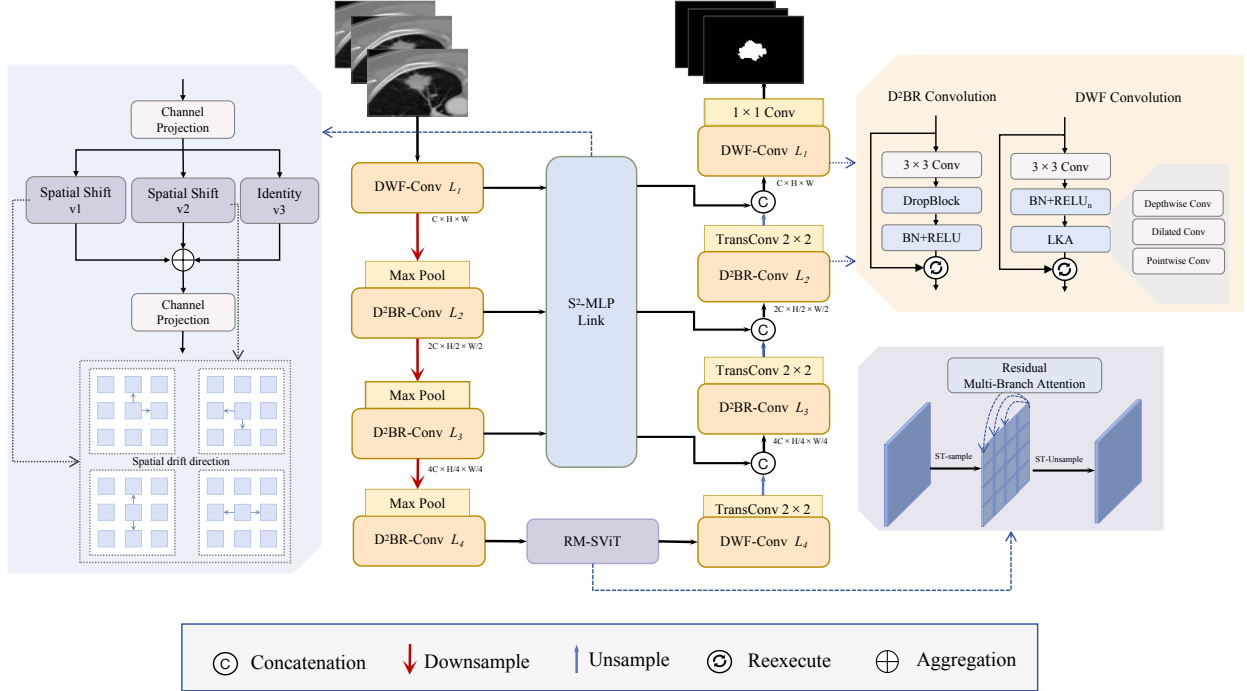 Channel
Projection
Spatial Shift
v1
Spatial Shift
v2
Identity
v3
Channel
Projection
Spatial drift direction
DWF-Conv L1
C × H × W
Max Pool
D²BR-Conv L2
2C × H/2 × W/2
Max Pool
D²BR-Conv L3
4C × H/4 × W/4
Max Pool
D²BR-Conv L4
S²-MLP
Link
RM-SViT
1 × 1 Conv
DWF-Conv L1
C × H × W
C
TransConv 2 × 2
D²BR-Conv L2
2C × H/2 × W/2
C
TransConv 2 × 2
D²BR-Conv L3
4C × H/4 × W/4
C
TransConv 2 × 2
DWF-Conv L4
D²BR Convolution
3 × 3 Conv
DropBlock
BN+RELU
DWF Convolution
3 × 3 Conv
BN+RELUn
LKA
Depthwise Conv
Dilated Conv
Pointwise Conv
Residual
Multi-Branch Attention
ST-sample
ST-Unsample
C Concatenation
Downsample
Unsample
Reexecute
Aggregation